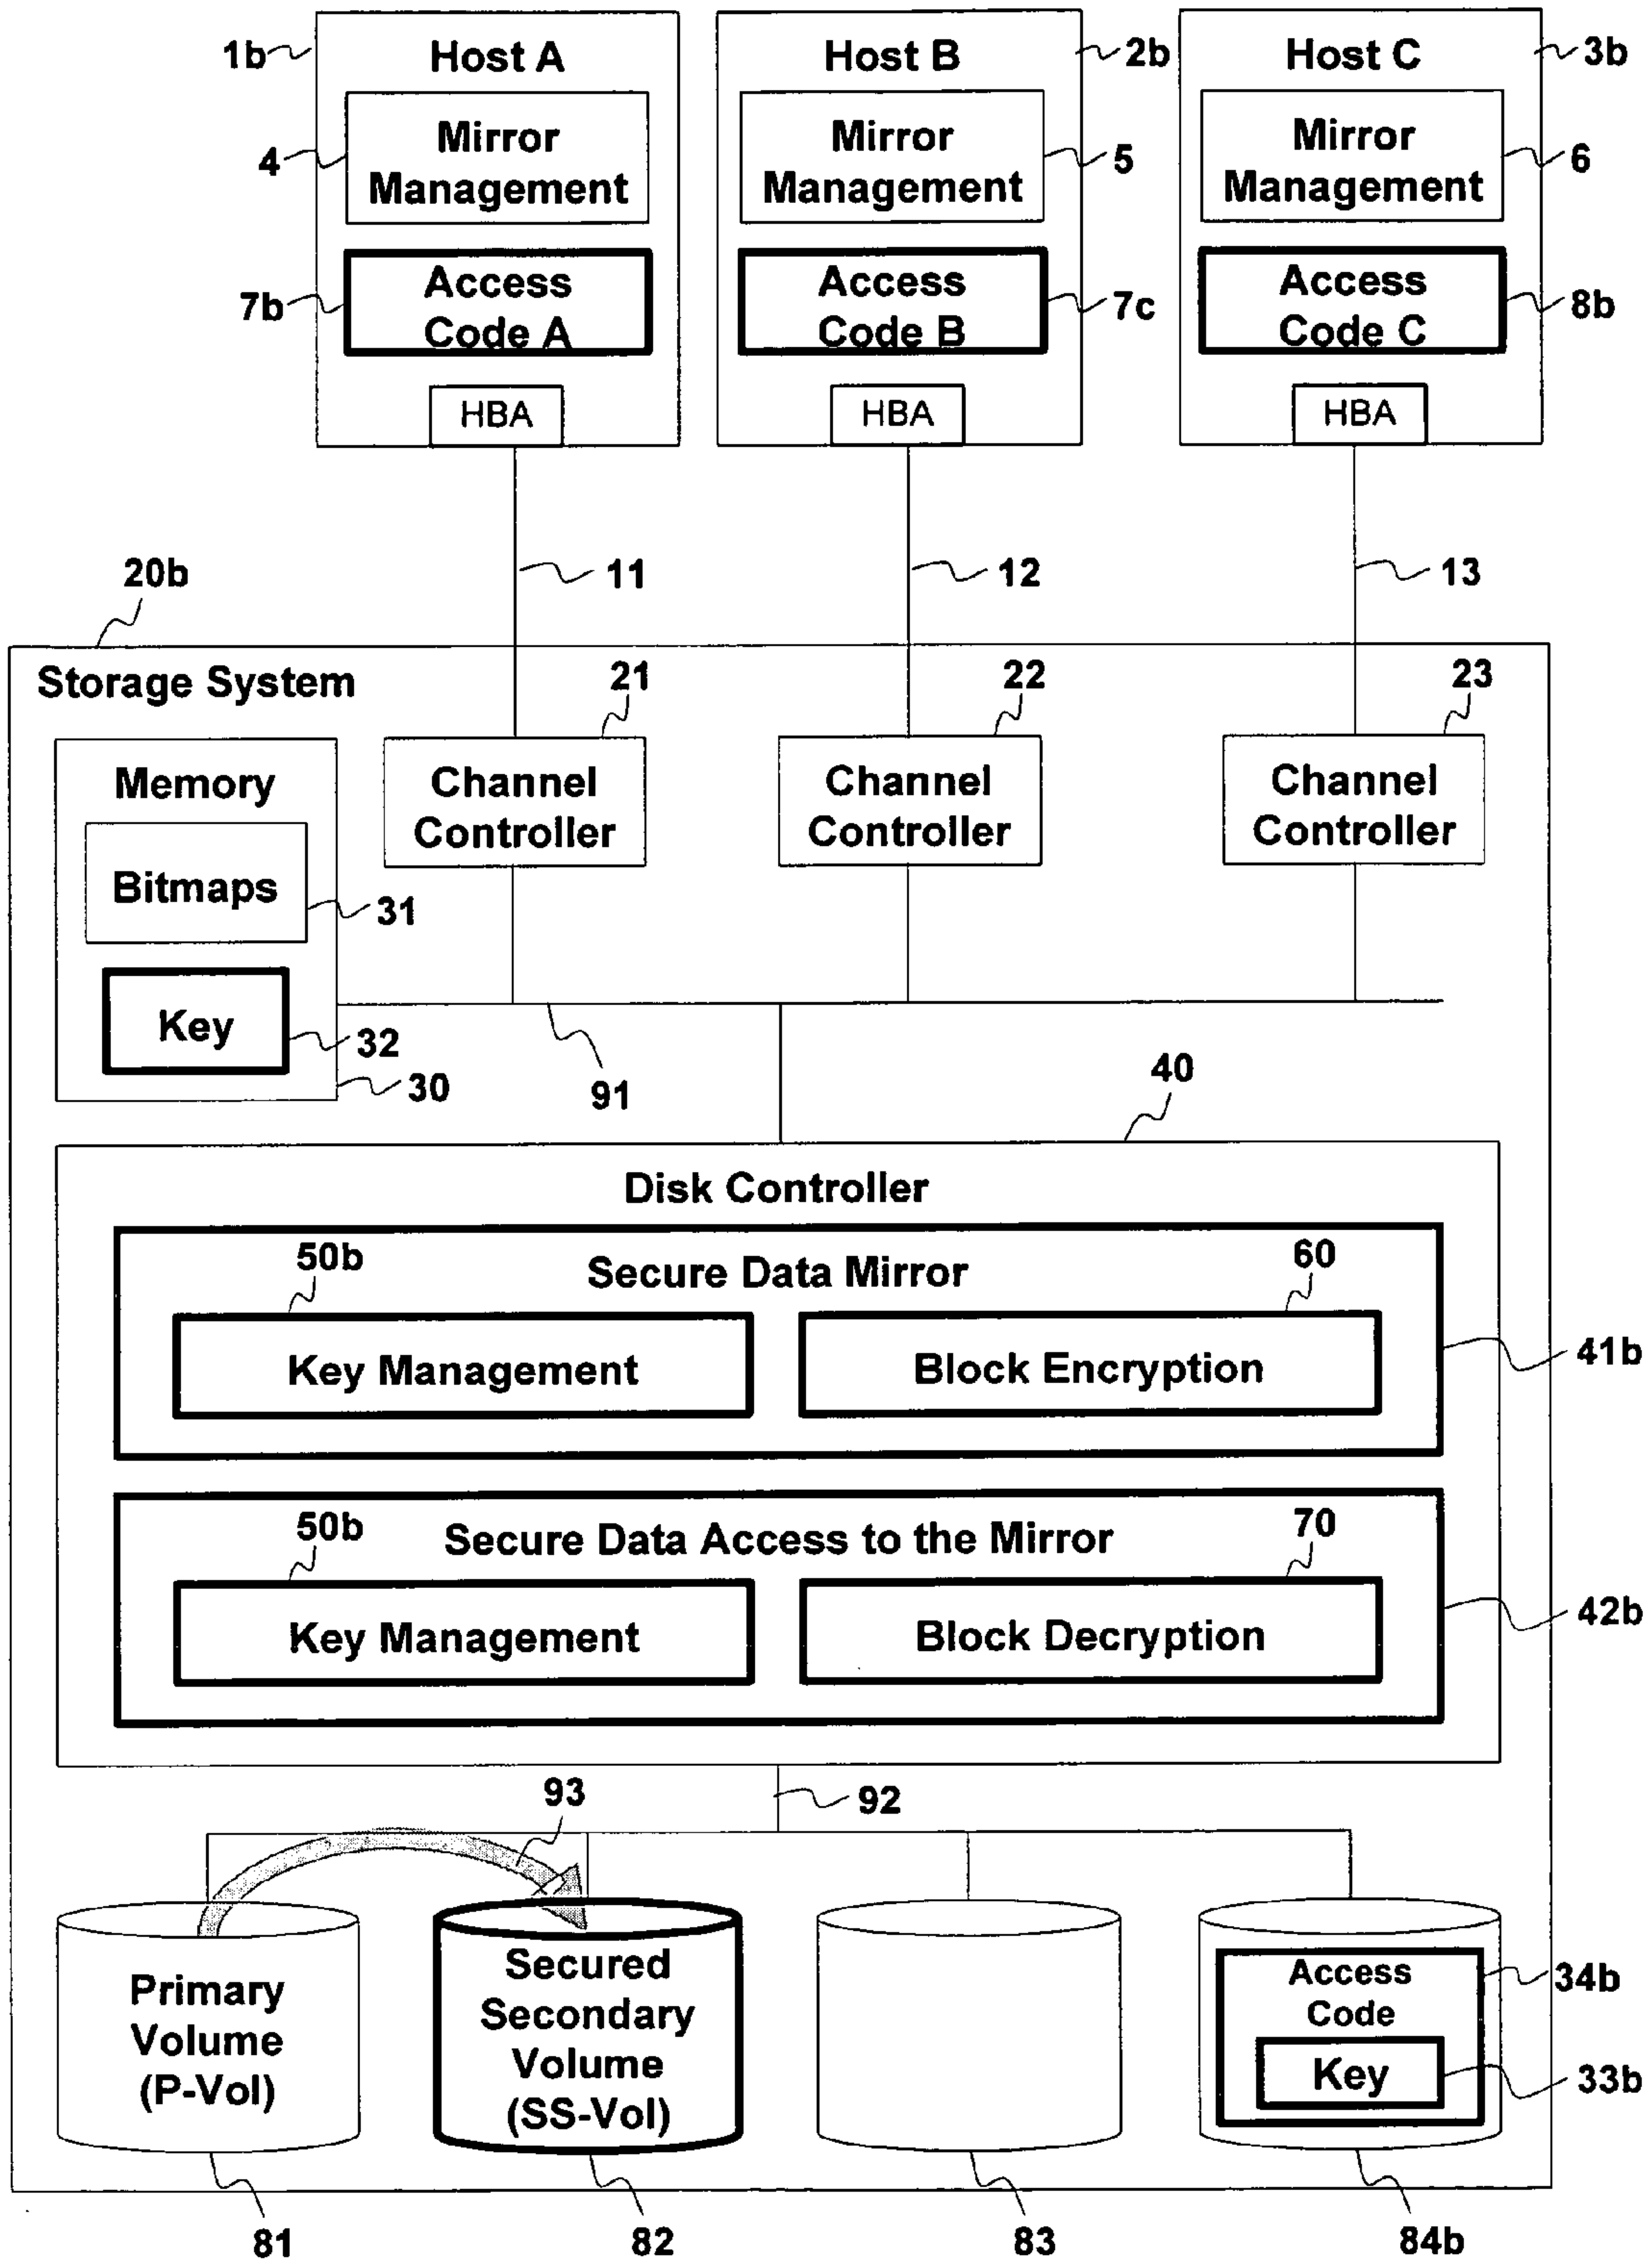 1b
Host A
Host B
2b
Host C
3b
4
Mirror
Management
Mirror
Management
5
Mirror
Management
6
7b
Access
Code A
Access
Code B
7c
Access
Code C
8b
HBA
HBA
HBA
11
12
13
20b
Storage System
21
22
23
Memory
Bitmaps
31
Key
32
30
Channel
Controller
Channel
Controller
Channel
Controller
91
40
Disk Controller
50b
Secure Data Mirror
60
Key Management
Block Encryption
41b
50b
Secure Data Access to the Mirror
70
Key Management
Block Decryption
42b
93
92
Primary
Volume
(P-Vol)
Secured
Secondary
Volume
(SS-Vol)
Access
Code
34b
Key
33b
81
82
83
84b